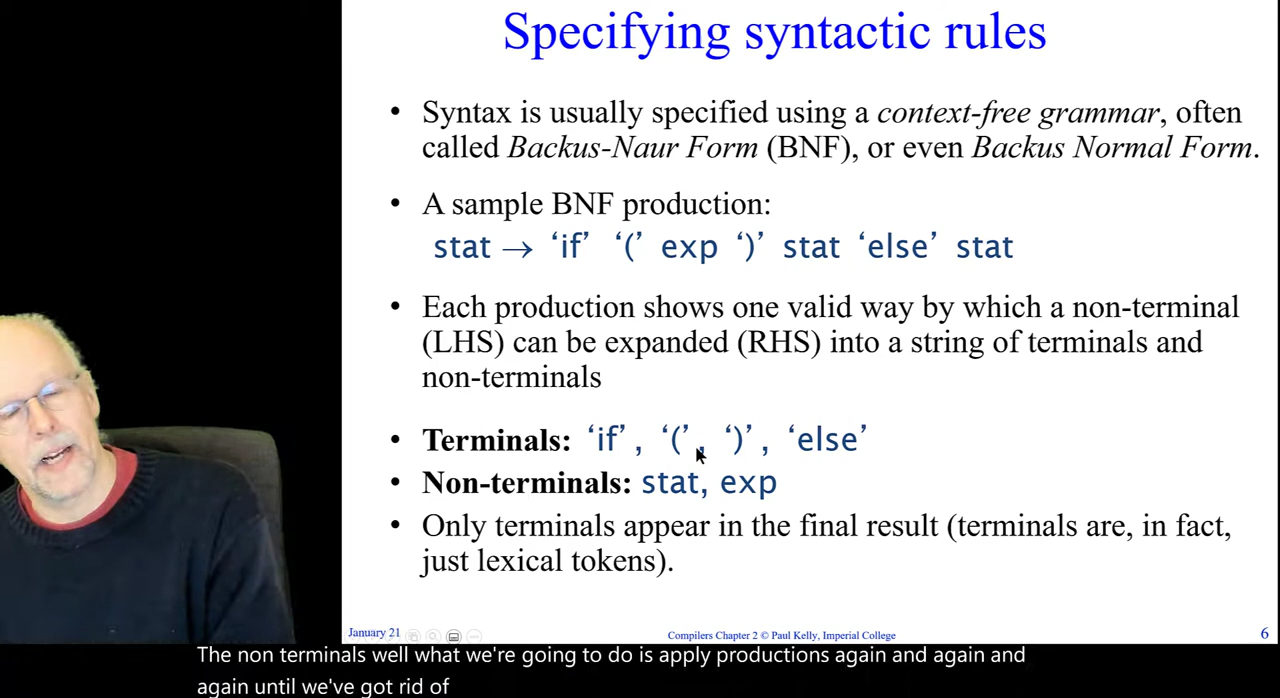 Specifying syntactic rules
• Syntax is usually specified using a context-free grammar, often
called Backus-Naur Form (BNF), or even Backus Normal Form.
• A sample BNF production:
stat → ‘if’ ‘(’ exp ‘)’ stat ‘else’ stat
• Each production shows one valid way by which a non-terminal
(LHS) can be expanded (RHS) into a string of terminals and
non-terminals
• Terminals: ‘if’, ‘(’, ‘)’, ‘else’
• Non-terminals: stat, exp
• Only terminals appear in the final result (terminals are, in fact,
just lexical tokens).
January 21
Compilers Chapter 2 © Paul Kelly, Imperial College
6
The non terminals well what we're going to do is apply productions again and again and
again until we've got rid of